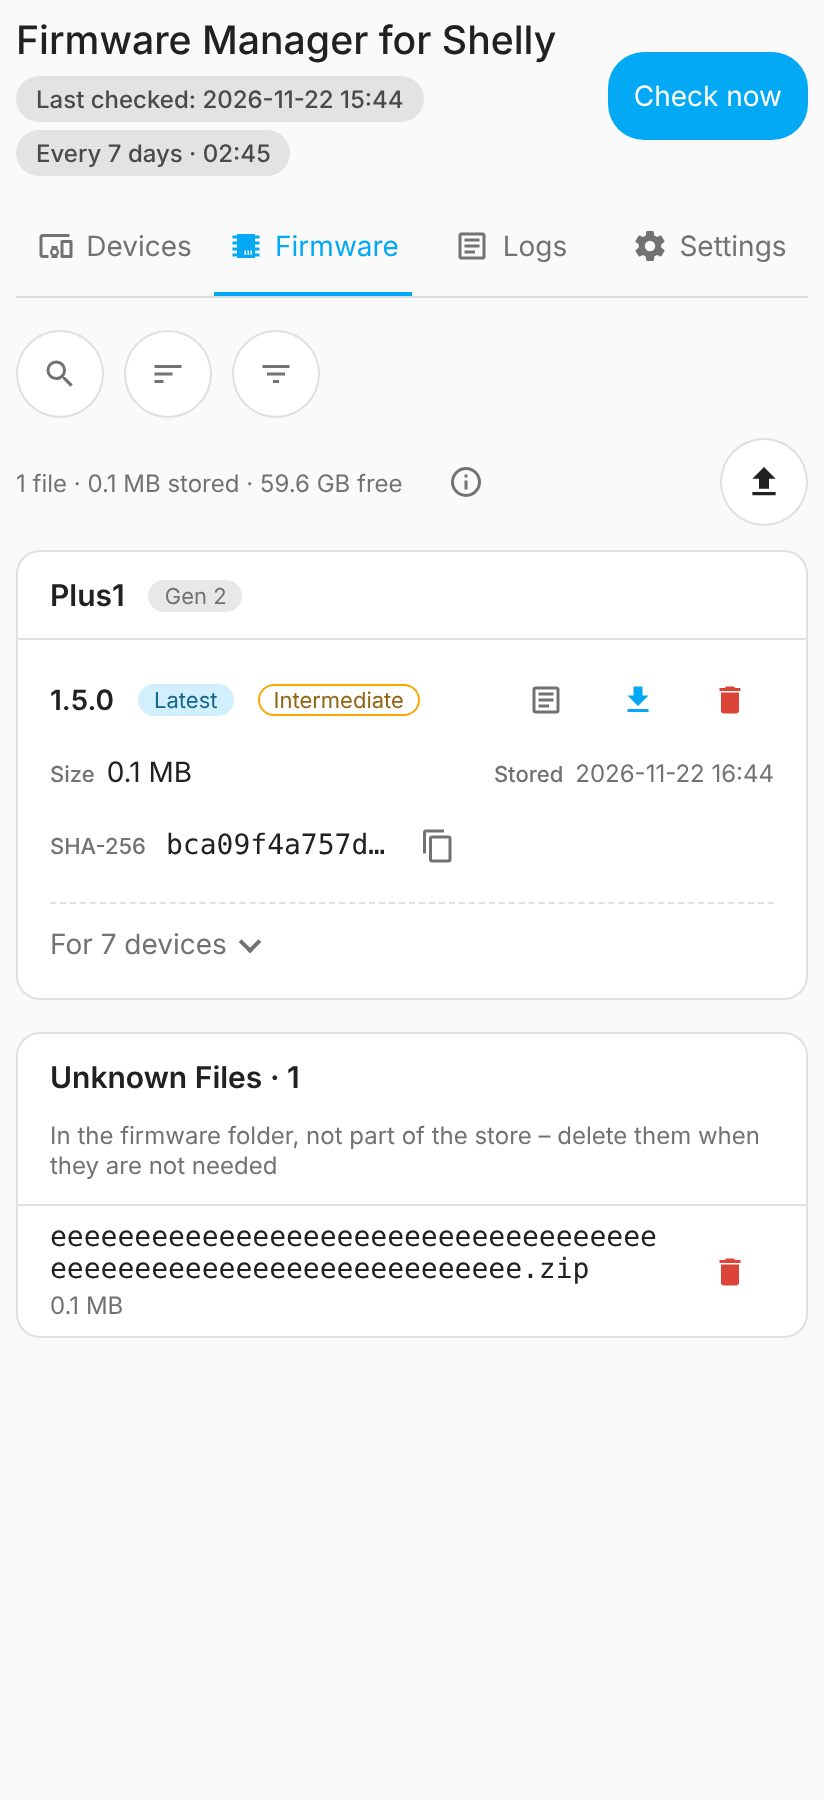 Firmware Manager for Shelly
Last checked: 2026-11-22 15:44
Every 7 days · 02:45
Check now
Devices
Firmware
Logs
Settings
1 file · 0.1 MB stored · 59.6 GB free
Plus1
Gen 2
1.5.0
Latest
Intermediate
Size 0.1 MB
Stored 2026-11-22 16:44
SHA-256 bca09f4a757d…
For 7 devices
Unknown Files · 1
In the firmware folder, not part of the store – delete them when
they are not needed
eeeeeeeeeeeeeeeeeeeeeeeeeeeeeeeeeeee
eeeeeeeeeeeeeeeeeeeeeeeeeeee.zip
0.1 MB